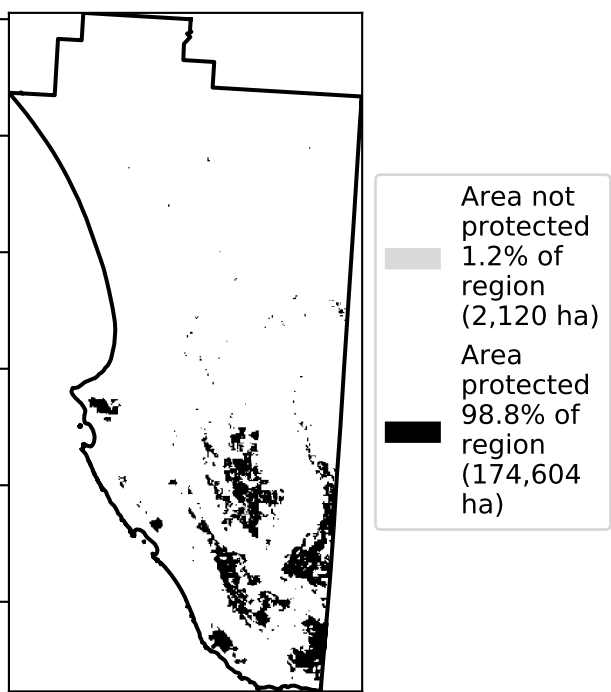 Area not
protected
1.2% of
region
(2,120 ha)
Area
protected
98.8% of
region
(174,604
ha)